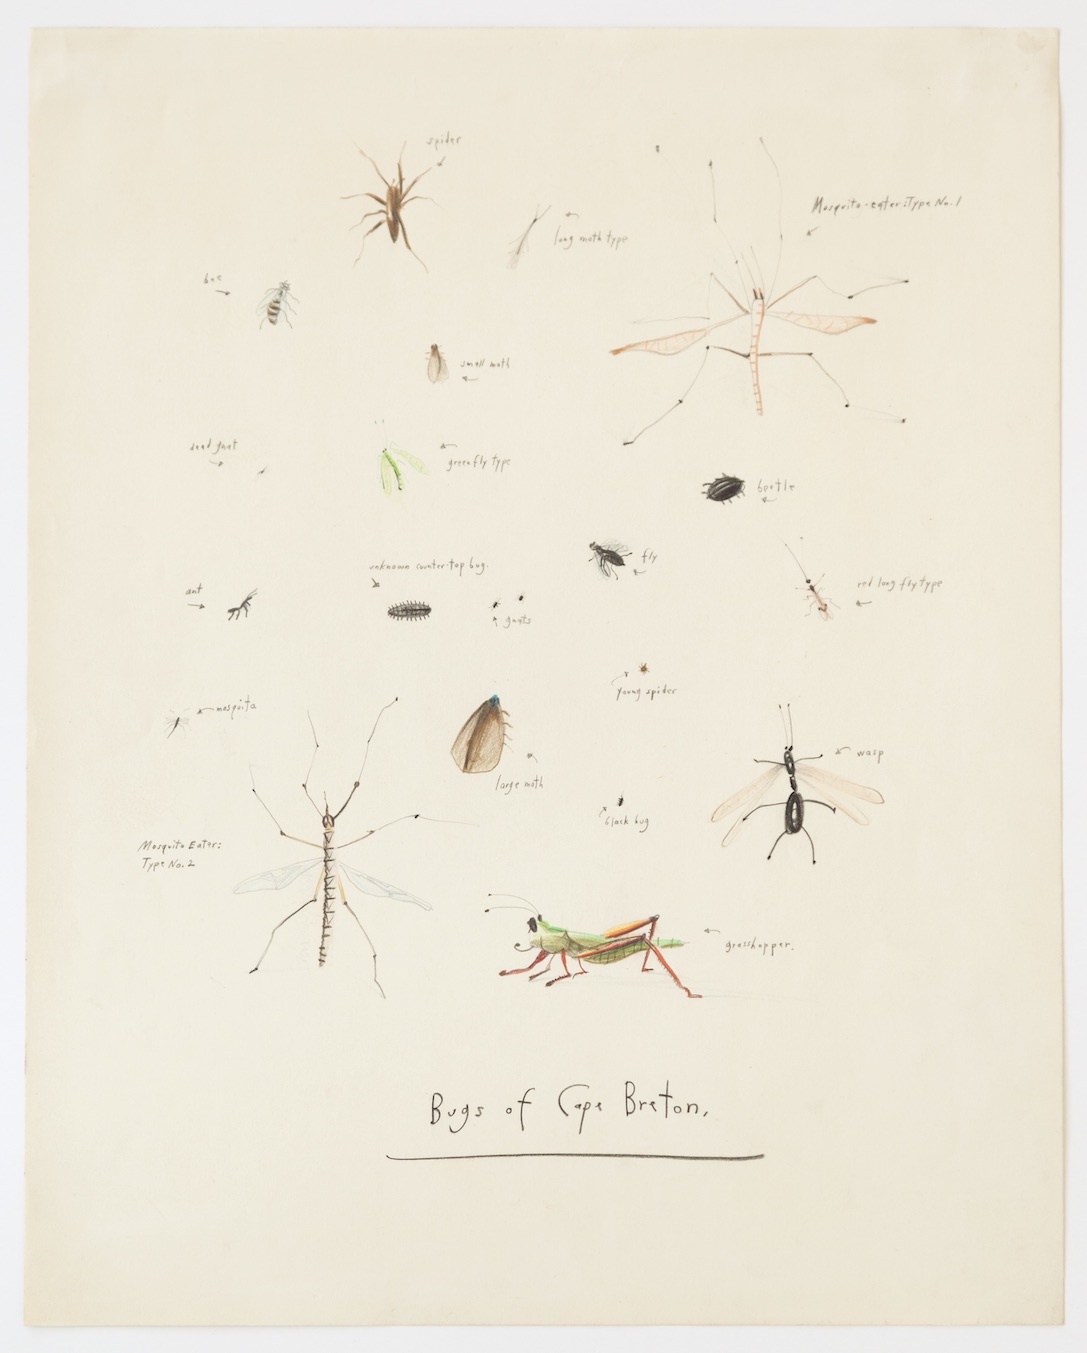 spider
Mosquito-eater: Type No. 1
long moth type
bee
small moth
dead gnat
green fly type
beetle
fly
unknown counter-top bug.
red long fly type
ant
gnats
young spider
mosquito
wasp
large moth
black bug
Mosquito Eater:
Type No. 2
grasshopper.
Bugs of Cape Breton.